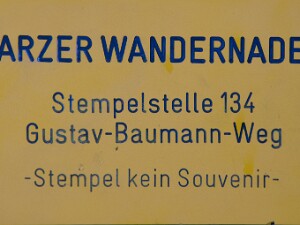 ARZER WANDERNADE
Stempelstelle 134
Gustav-Baumann-Weg
-Stempel kein Souvenir-